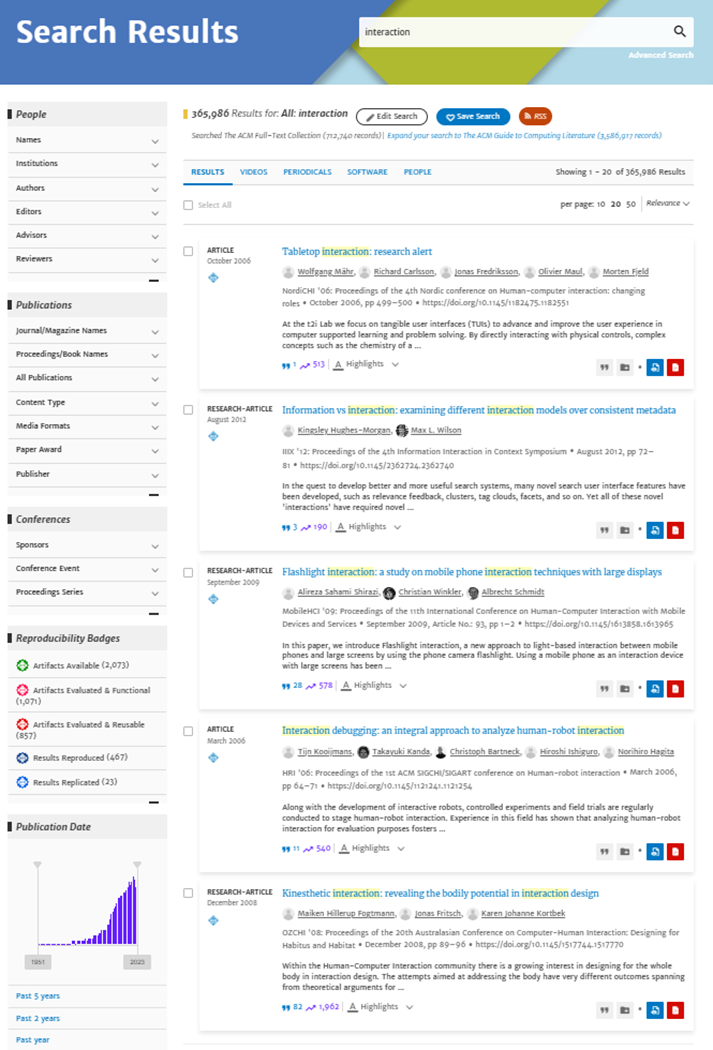 Search Results
interaction
Advanced Search
People
Names
Institutions
Authors
Editors
Advisors
Reviewers
Publications
Journal/Magazine Names
Proceedings/Book Names
All Publications
Content Type
Media Formats
Paper Award
Publisher
Conferences
Sponsors
Conference Event
Proceedings Series
Reproducibility Badges
Artifacts Available (2,073)
Artifacts Evaluated & Functional
(1,071)
Artifacts Evaluated & Reusable
(857)
Results Reproduced (467)
Results Replicated (23)
Publication Date
1951 2023
Past 5 years
Past 2 years
Past year
365,986 Results for: All: interaction Edit Search Save Search RSS
Searched The ACM Full-Text Collection (712,740 records)| Expand your search to The ACM Guide to Computing Literature (3,586,917 records)
RESULTS VIDEOS PERIODICALS SOFTWARE PEOPLE Showing 1 - 20 of 365,986 Results
Select All per page: 10 20 50 Relevance
ARTICLE
October 2006
Tabletop interaction: research alert
Wolfgang Mähr, Richard Carlsson, Jonas Fredriksson, Olivier Maul, Morten Fjeld
NordiCHI '06: Proceedings of the 4th Nordic conference on Human-computer interaction: changing
roles • October 2006, pp 499-500 • https://doi.org/10.1145/1182475.1182551
At the t2i Lab we focus on tangible user interfaces (TUIs) to advance and improve the user experience in
computer supported learning and problem solving. By directly interacting with physical controls, complex
concepts such as the chemistry of a ...
1 513 A Highlights
RESEARCH-ARTICLE
August 2012
Information vs interaction: examining different interaction models over consistent metadata
Kingsley Hughes-Morgan, Max L. Wilson
IIIX '12: Proceedings of the 4th Information Interaction in Context Symposium • August 2012, pp 72-
81 • https://doi.org/10.1145/2362724.2362740
In the quest to develop better and more useful search systems, many novel search user interface features have
been developed, such as relevance feedback, clusters, tag clouds, facets, and so on. Yet all of these novel
'interactions' have required novel ...
3 190 A Highlights
RESEARCH-ARTICLE
September 2009
Flashlight interaction: a study on mobile phone interaction techniques with large displays
Alireza Sahami Shirazi, Christian Winkler, Albrecht Schmidt
MobileHCI '09: Proceedings of the 11th International Conference on Human-Computer Interaction with Mobile
Devices and Services • September 2009, Article No.: 93, pp 1-2 • https://doi.org/10.1145/1613858.1613965
In this paper, we introduce Flashlight interaction, a new approach to light-based interaction between mobile
phones and large screens by using the phone camera flashlight. Using a mobile phone as an interaction device
with large screens has been ...
28 578 A Highlights
ARTICLE
March 2006
Interaction debugging: an integral approach to analyze human-robot interaction
Tijn Kooijmans, Takayuki Kanda, Christoph Bartneck, Hiroshi Ishiguro, Norihiro Hagita
HRI '06: Proceedings of the 1st ACM SIGCHI/SIGART conference on Human-robot interaction • March 2006,
pp 64-71 • https://doi.org/10.1145/1121241.1121254
Along with the development of interactive robots, controlled experiments and field trials are regularly
conducted to stage human-robot interaction. Experience in this field has shown that analyzing human-robot
interaction for evaluation purposes fosters ...
11 540 A Highlights
RESEARCH-ARTICLE
December 2008
Kinesthetic interaction: revealing the bodily potential in interaction design
Maiken Hillerup Fogtmann, Jonas Fritsch, Karen Johanne Kortbek
OZCHI '08: Proceedings of the 20th Australasian Conference on Computer-Human Interaction: Designing for
Habitus and Habitat • December 2008, pp 89-96 • https://doi.org/10.1145/1517744.1517770
Within the Human-Computer Interaction community there is a growing interest in designing for the whole
body in interaction design. The attempts aimed at addressing the body have very different outcomes spanning
from theoretical arguments for ...
82 1,962 A Highlights